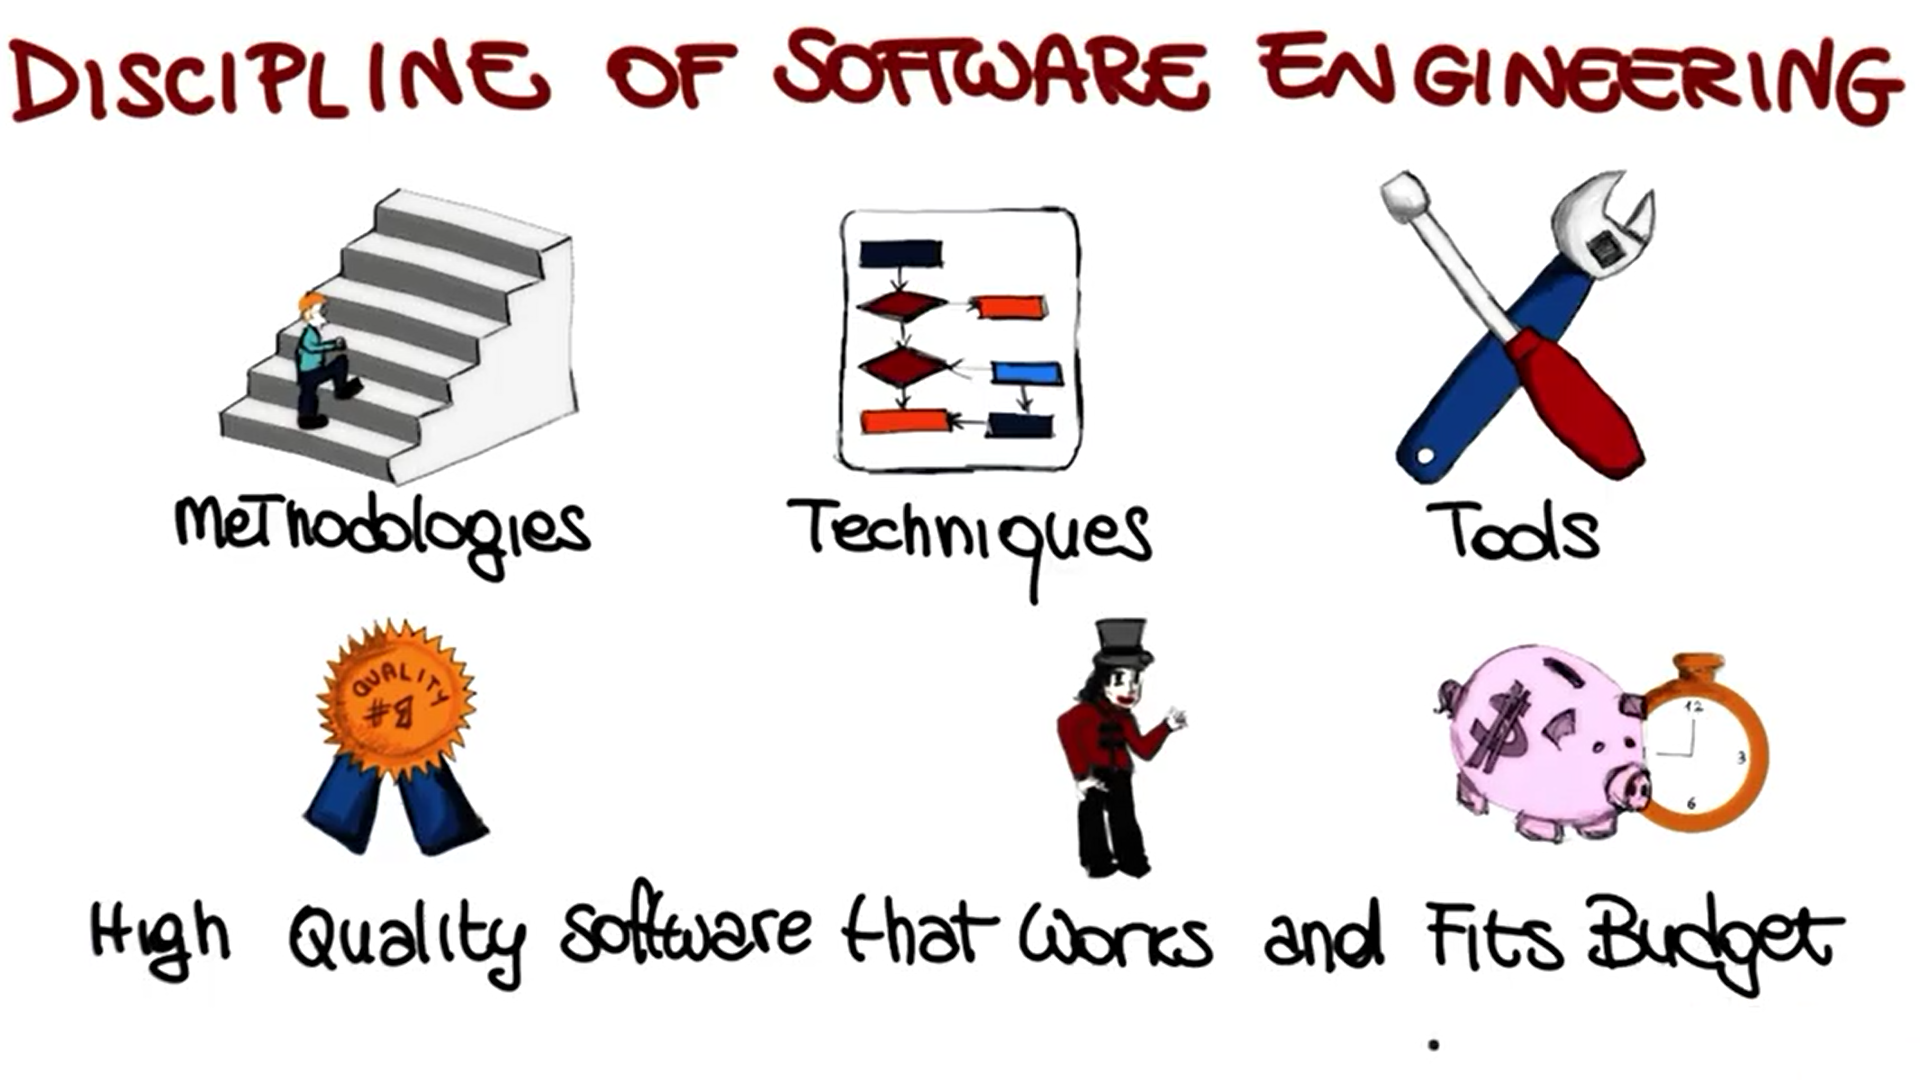 DISCIPLINE OF SOFTWARE ENGINEERING
Methodologies
Techniques
Tools
QUALITY
12
3
6
$
High Quality software that Works and Fits Budget